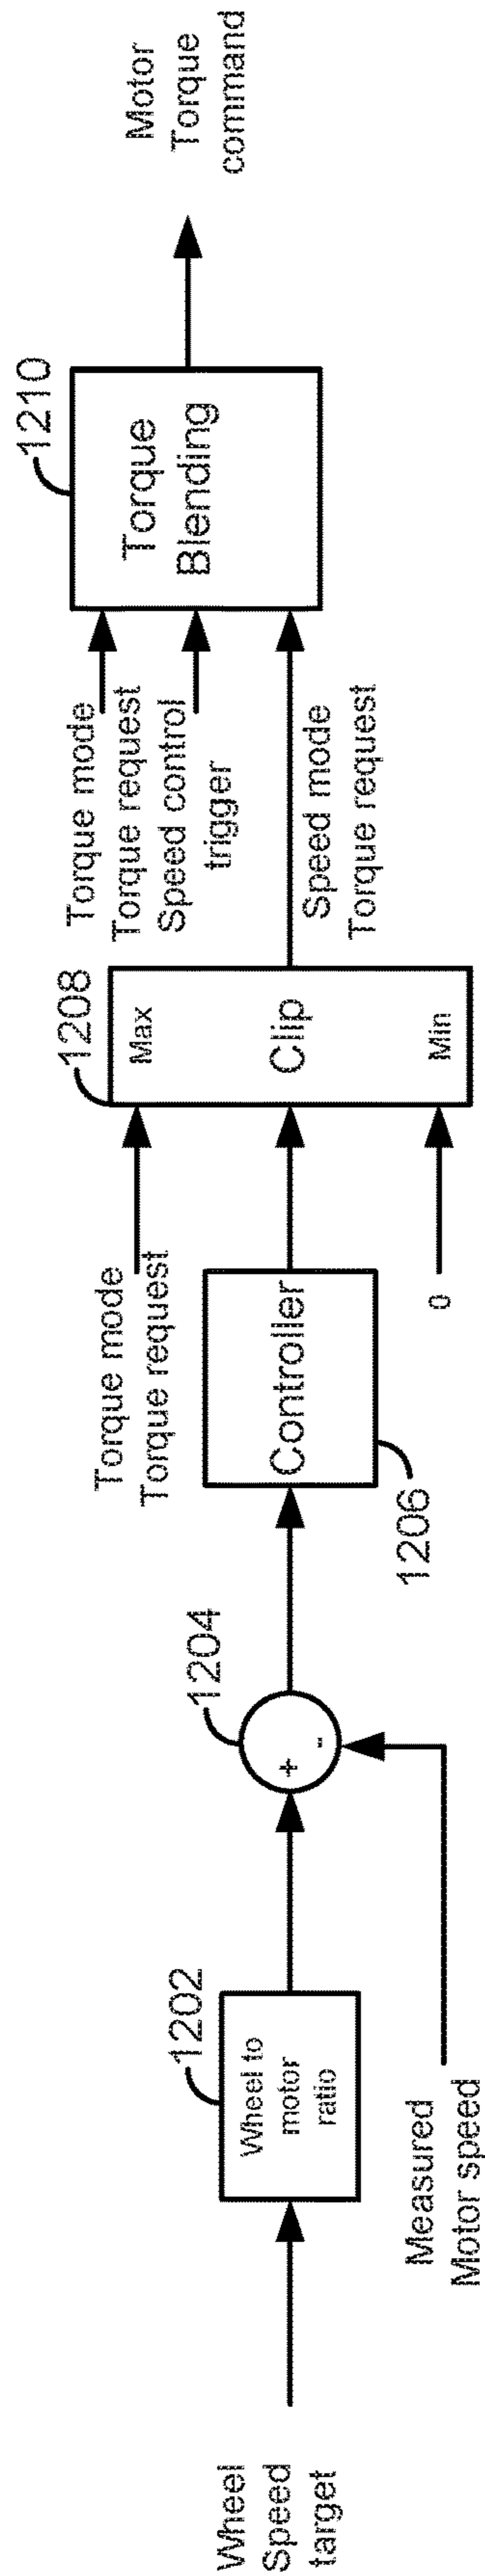 Wheel
Speed
target
1202
Wheel to
motor
ratio
Measured
Motor speed
1204
+
-
Controller
1206
Torque mode
Torque request
0
1208
Max
Clip
Min
Torque mode
Torque request
Speed control
trigger
Speed mode
Torque request
1210
Torque
Blending
Motor
Torque
command